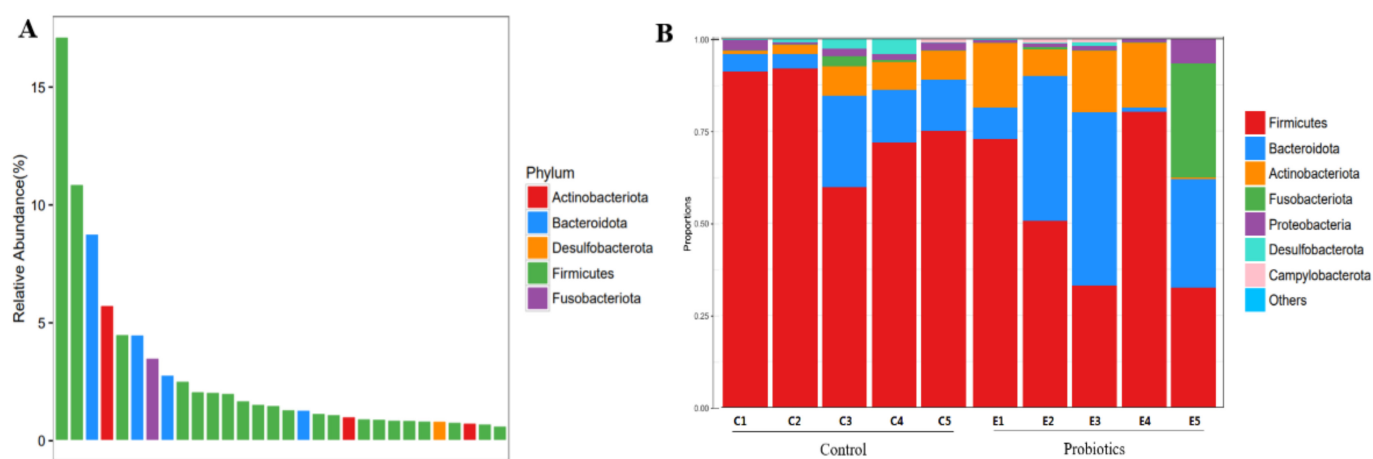 A
15
10
5
0
Relative Abundance(%)
Phylum
Actinobacteriota
Bacteroidota
Desulfobacterota
Firmicutes
Fusobacteriota
B
1.00
0.75
0.50
0.25
0.00
Proportions
C1 C2 C3 C4 C5 E1 E2 E3 E4 E5
Control Probiotics
Firmicutes
Bacteroidota
Actinobacteriota
Fusobacteriota
Proteobacteria
Desulfobacterota
Campylobacterota
Others